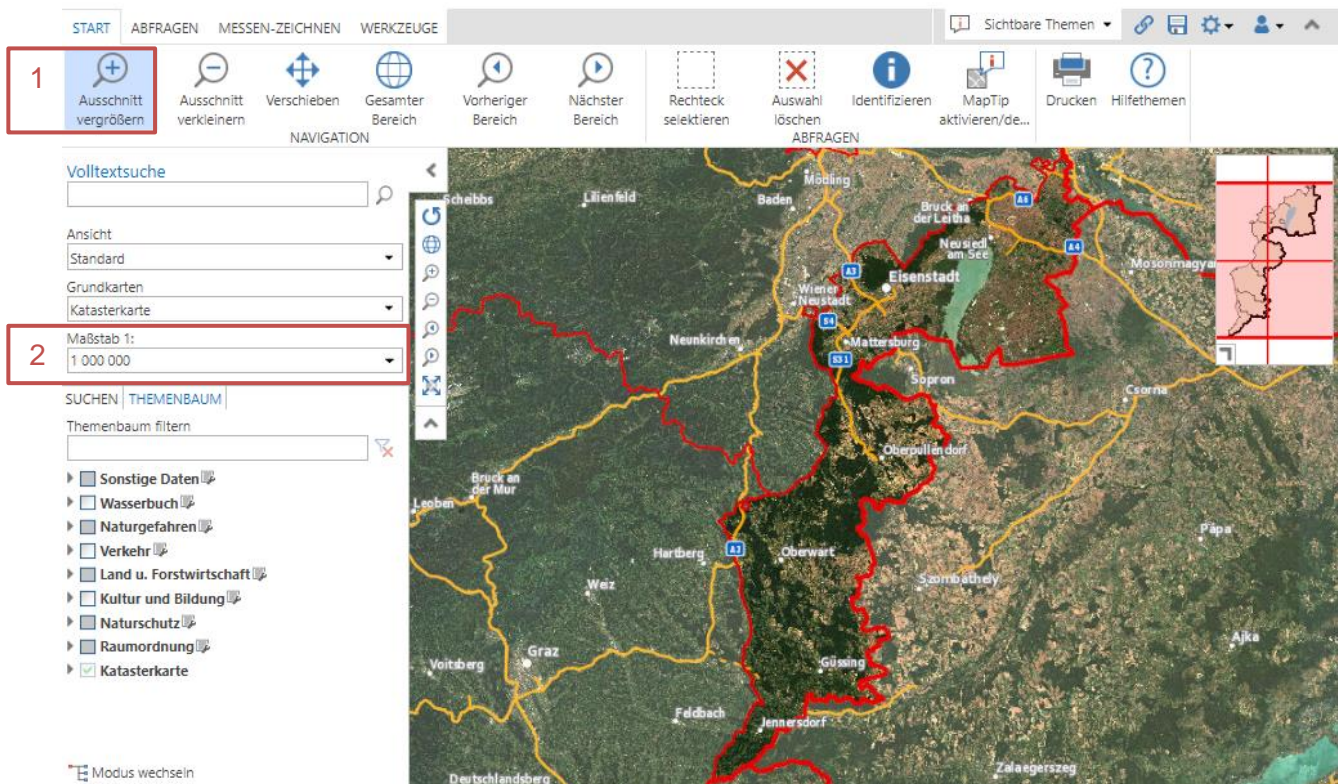 START ABFRAGEN MESSEN-ZEICHNEN WERKZEUGE
Sichtbare Themen
1
Ausschnitt
vergrößern
Ausschnitt
verkleinern
Verschieben
Gesamter
Bereich
Vorheriger
Bereich
Nächster
Bereich
NAVIGATION
Rechteck
selektieren
Auswahl
löschen
Identifizieren
MapTip
aktivieren/de...
ABFRAGEN
Drucken
Hilfethemen
Volltextsuche
Ansicht
Standard
Grundkarten
Katasterkarte
2
Maßstab 1:
1 000 000
SUCHEN THEMENBAUM
Themenbaum filtern
Sonstige Daten
Wasserbuch
Naturgefahren
Verkehr
Land u. Forstwirtschaft
Kultur und Bildung
Naturschutz
Raumordnung
Katasterkarte
Modus wechseln
Mödling
Scheibbs
Lilienfeld
Baden
Bruck an
der Leitha
A6
Neusiedl
am See
A4
Mosonmagya
A3
Eisenstadt
Wiener
Neustadt
S4
Neunkirchen
Mattersburg
S31
Sopron
Csorna
Oberpullendorf
Bruck an
der Mur
Leoben
Pápa
Hartberg
A2
Oberwart
Szombathely
Weiz
Ajka
Graz
Voitsberg
Güssing
Feldbach
Jennersdorf
Zalaegerszeg
Deutschlandsberg